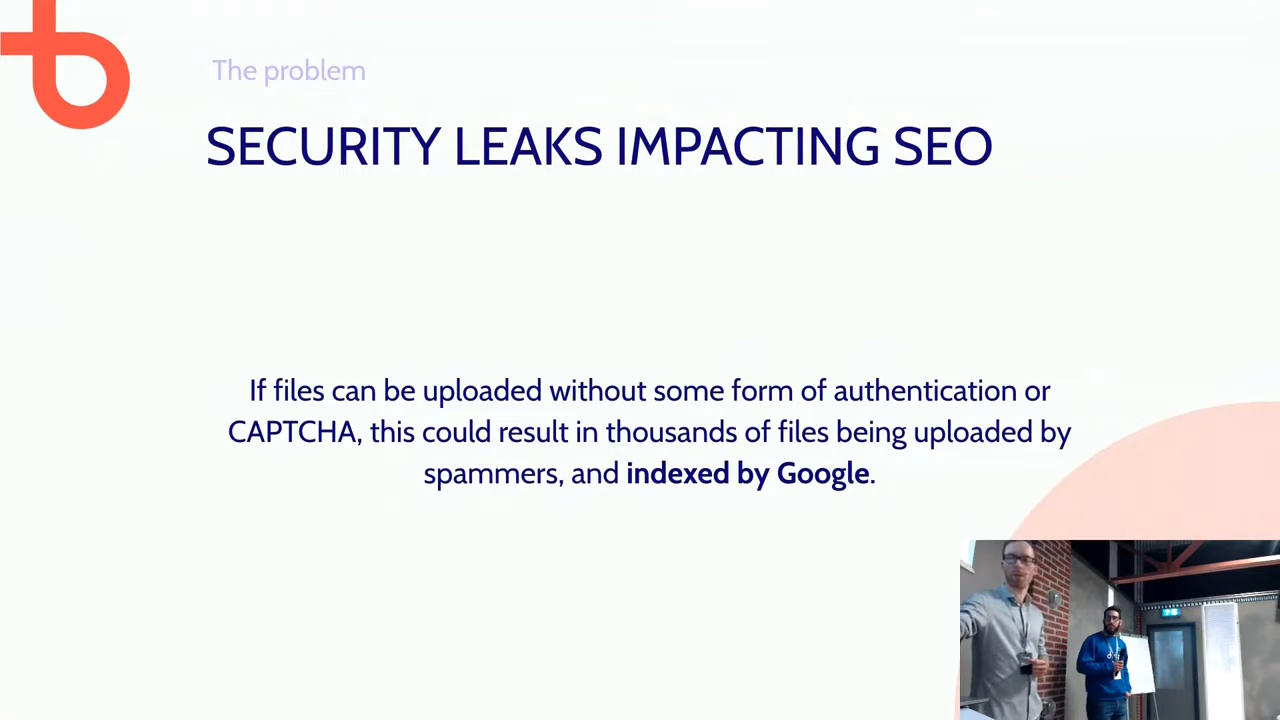 The problem
SECURITY LEAKS IMPACTING SEO
If files can be uploaded without some form of authentication or
CAPTCHA, this could result in thousands of files being uploaded by
spammers, and indexed by Google.